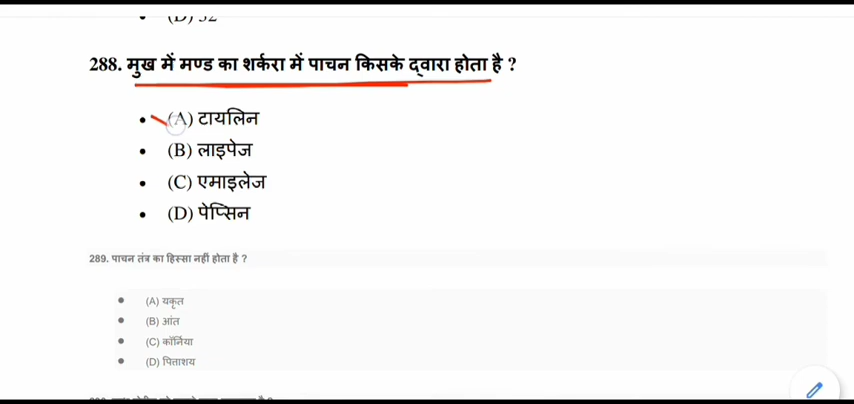 288. मुख में मण्ड का शर्करा में पाचन किसके द्वारा होता है ?
(A) टायलिन
(B) लाइपेज
(C) एमाइलेज
(D) पेप्सिन
289. पाचन तंत्र का हिस्सा नहीं होता है ?
(A) यकृत
(B) आंत
(C) कॉर्निया
(D) पित्ताशय